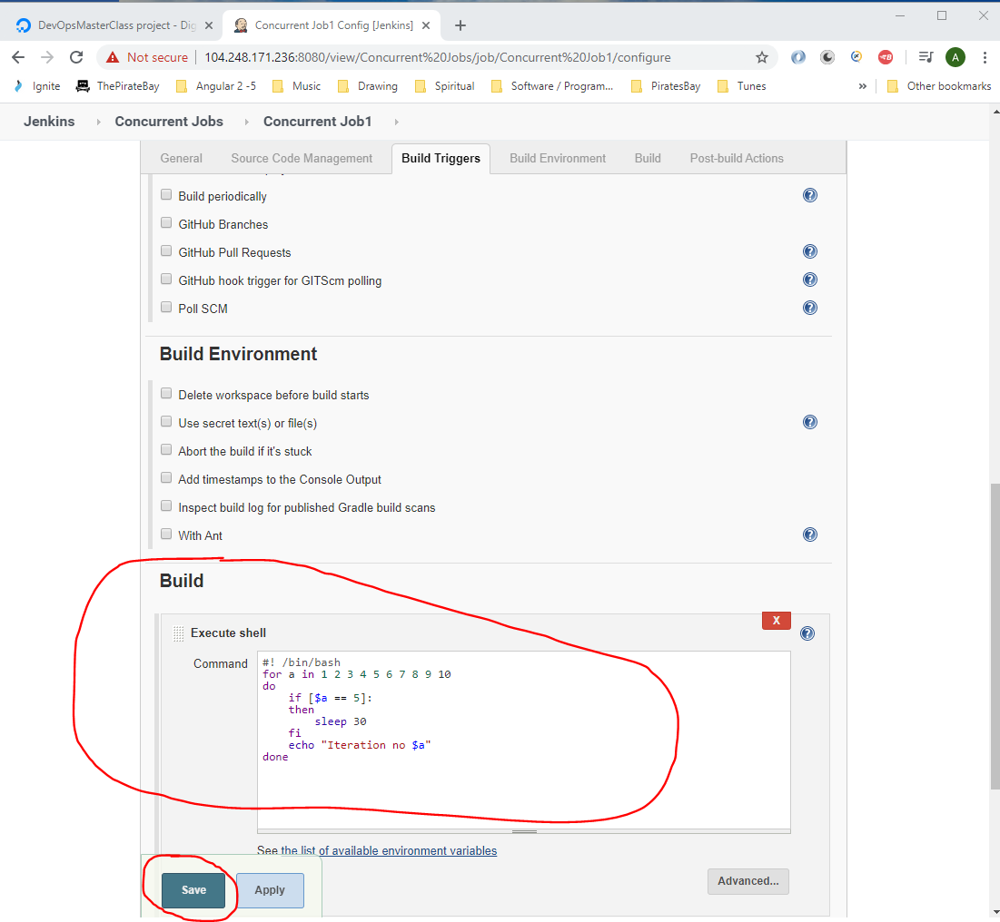 DevOpsMasterClass project - Dig
Concurrent Job1 Config [Jenkins]
Not secure
104.248.171.236:8080/view/Concurrent%20Jobs/job/Concurrent%20Job1/configure
A
Ignite
ThePirateBay
Angular 2 -5
Music
Drawing
Spiritual
Software / Program...
PiratesBay
Tunes
»
Other bookmarks
Jenkins
Concurrent Jobs
Concurrent Job1
General
Source Code Management
Build Triggers
Build Environment
Build
Post-build Actions
Build periodically
GitHub Branches
GitHub Pull Requests
GitHub hook trigger for GITScm polling
Poll SCM
Build Environment
Delete workspace before build starts
Use secret text(s) or file(s)
Abort the build if it's stuck
Add timestamps to the Console Output
Inspect build log for published Gradle build scans
With Ant
Build
X
Execute shell
Command
#! /bin/bash
for a in 1 2 3 4 5 6 7 8 9 10
do
    if [$a == 5]:
    then
        sleep 30
    fi
    echo "Iteration no $a"
done
See the list of available environment variables
Save
Apply
Advanced...